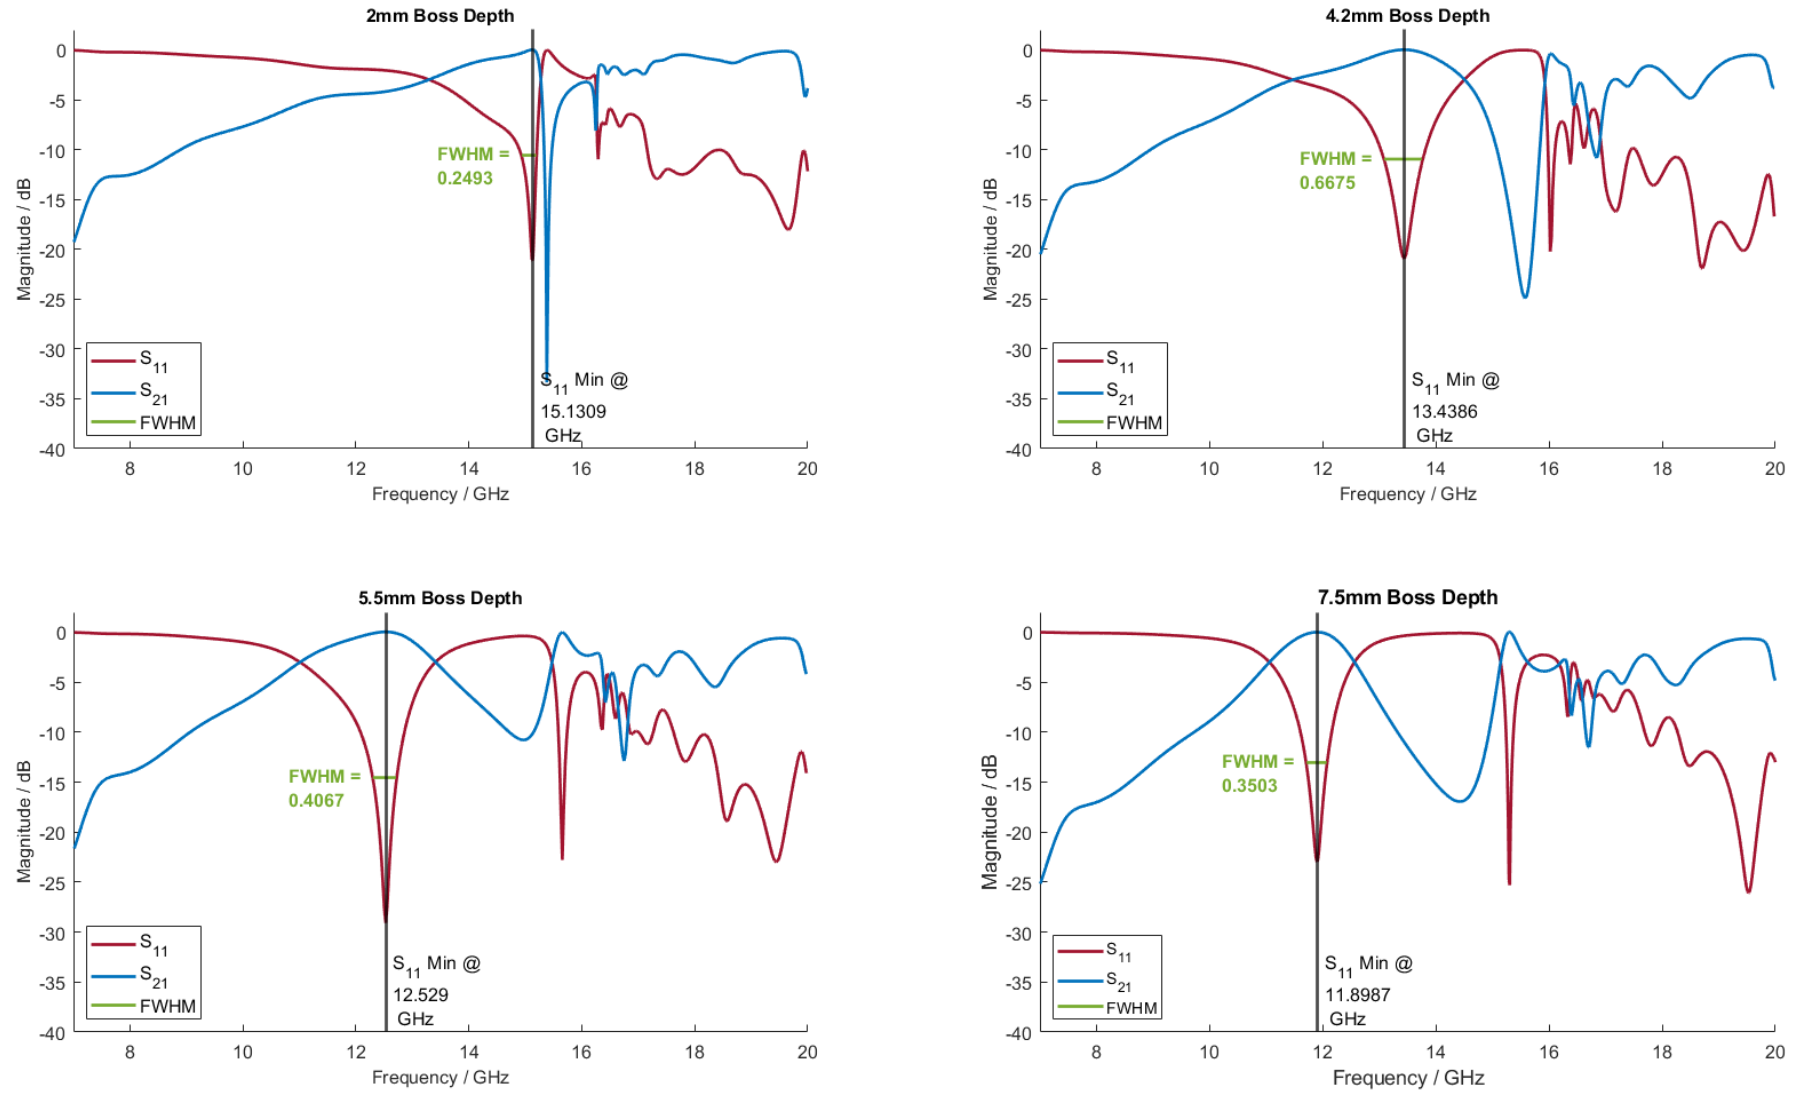 2mm Boss Depth
0
-5
-10
-15
-20
-25
-30
-35
-40
Magnitude / dB
FWHM =
0.2493
S11
S21
FWHM
S11 Min @
15.1309
GHz
8 10 12 14 16 18 20
Frequency / GHz
4.2mm Boss Depth
0
-5
-10
-15
-20
-25
-30
-35
-40
Magnitude / dB
FWHM =
0.6675
S11
S21
FWHM
S11 Min @
13.4386
GHz
8 10 12 14 16 18 20
Frequency / GHz
5.5mm Boss Depth
0
-5
-10
-15
-20
-25
-30
-35
-40
Magnitude / dB
FWHM =
0.4067
S11
S21
FWHM
S11 Min @
12.529
GHz
8 10 12 14 16 18 20
Frequency / GHz
7.5mm Boss Depth
0
-5
-10
-15
-20
-25
-30
-35
-40
Magnitude / dB
FWHM =
0.3503
S11
S21
FWHM
S11 Min @
11.8987
GHz
8 10 12 14 16 18 20
Frequency / GHz